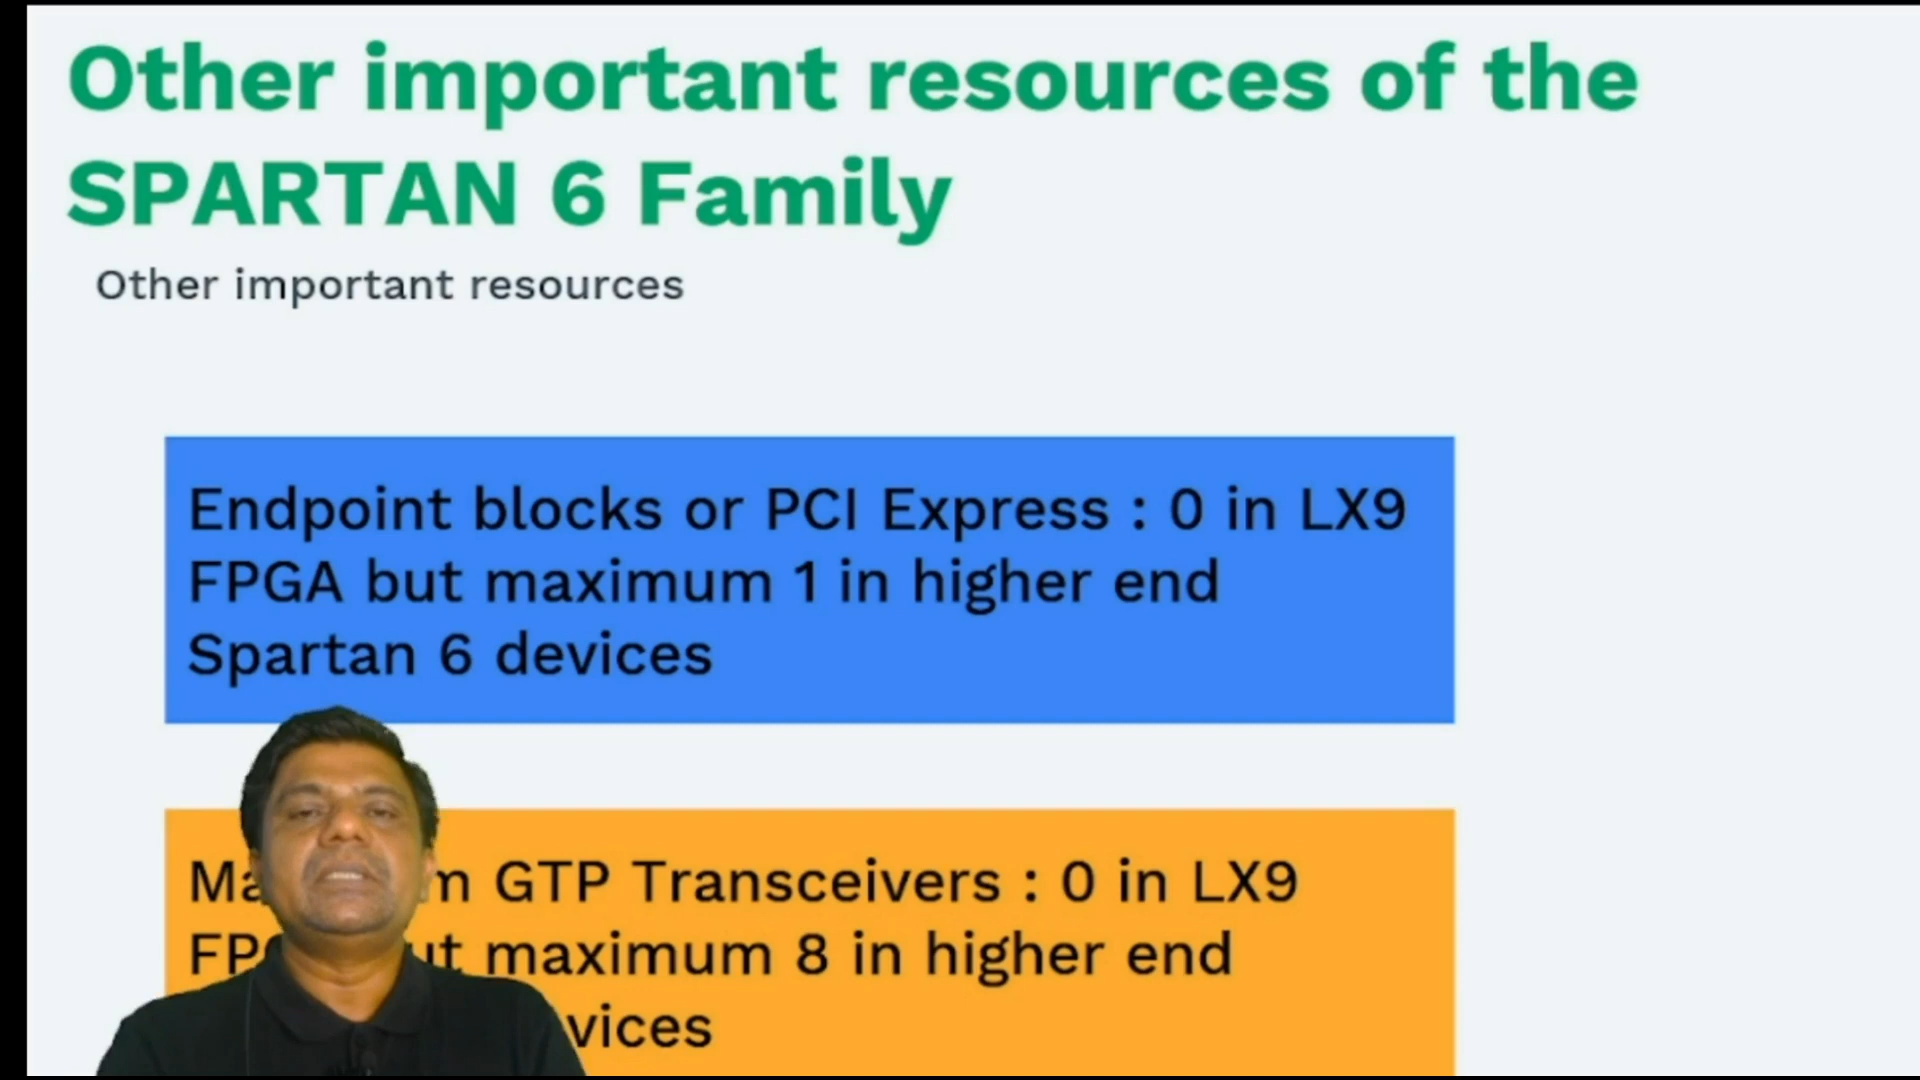 Other important resources of the
SPARTAN 6 Family
Other important resources
Endpoint blocks or PCI Express : 0 in LX9
FPGA but maximum 1 in higher end
Spartan 6 devices
GTP Transceivers : 0 in LX9
maximum 8 in higher end